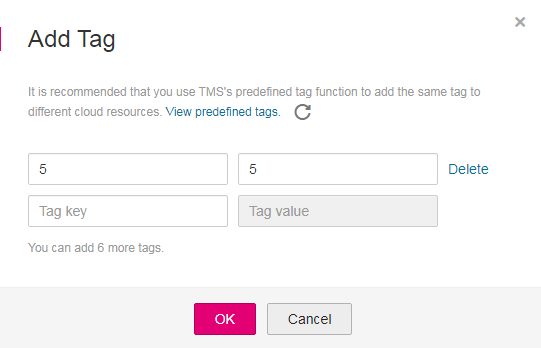 ×
Add Tag
It is recommended that you use TMS's predefined tag function to add the same tag to
different cloud resources. View predefined tags.
5 5 Delete
Tag key Tag value
You can add 6 more tags.
OK Cancel